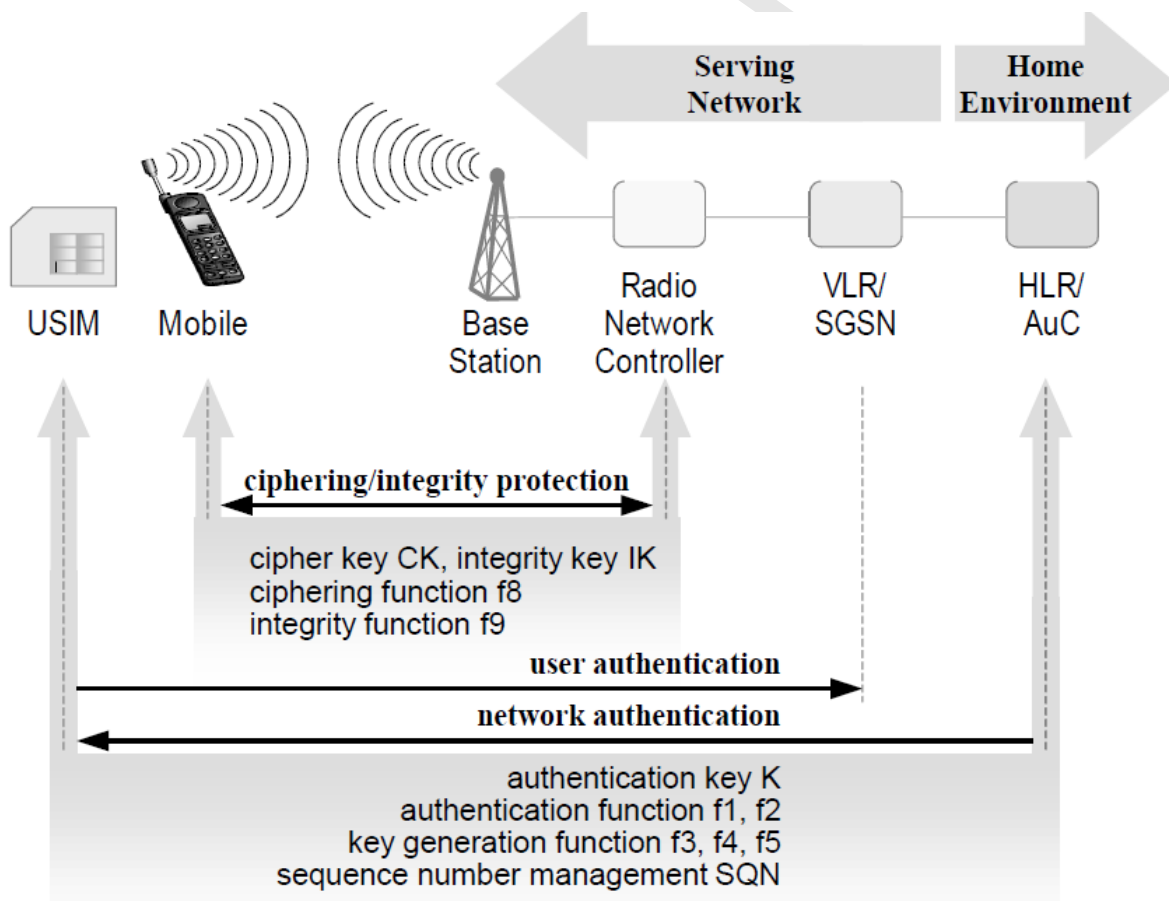 Serving
Network
Home
Environment
USIM
Mobile
Base
Station
Radio
Network
Controller
VLR/
SGSN
HLR/
AuC
ciphering/integrity protection
cipher key CK, integrity key IK
ciphering function f8
integrity function f9
user authentication
network authentication
authentication key K
authentication function f1, f2
key generation function f3, f4, f5
sequence number management SQN